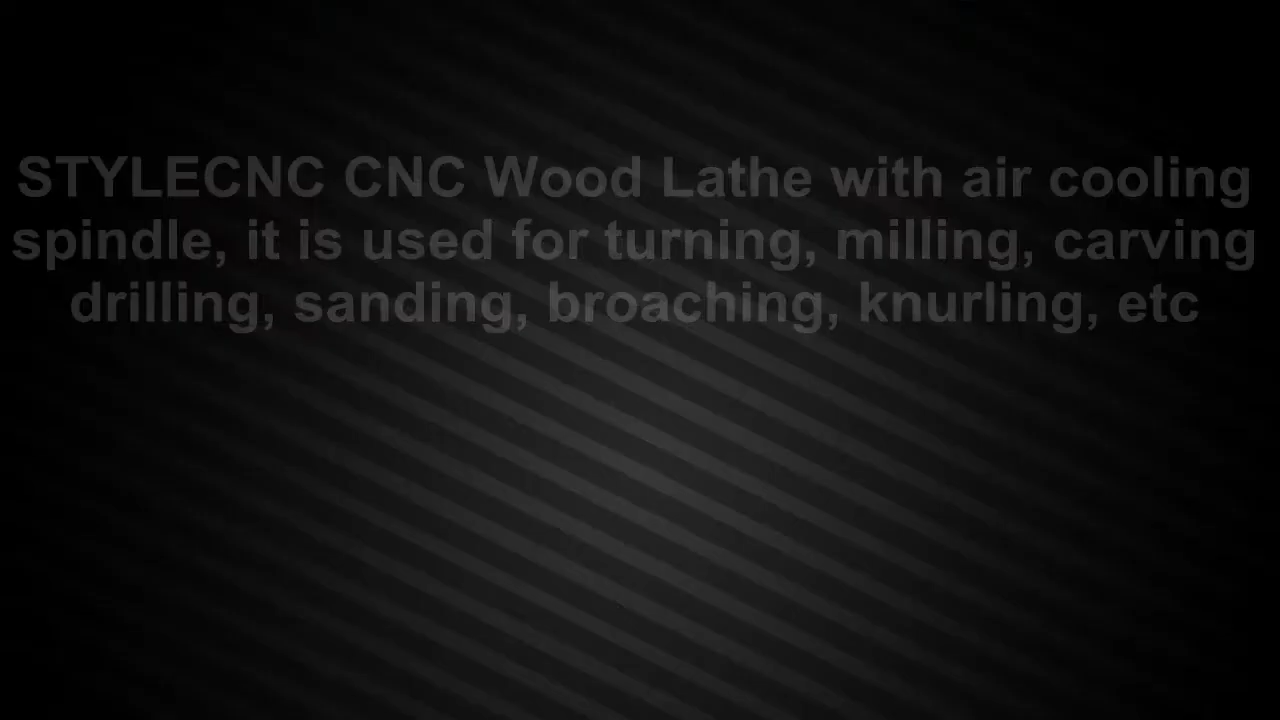 STYLECNC CNC Wood Lathe with air cooling
spindle, it is used for turning, milling, carving
drilling, sanding, broaching, knurling, etc